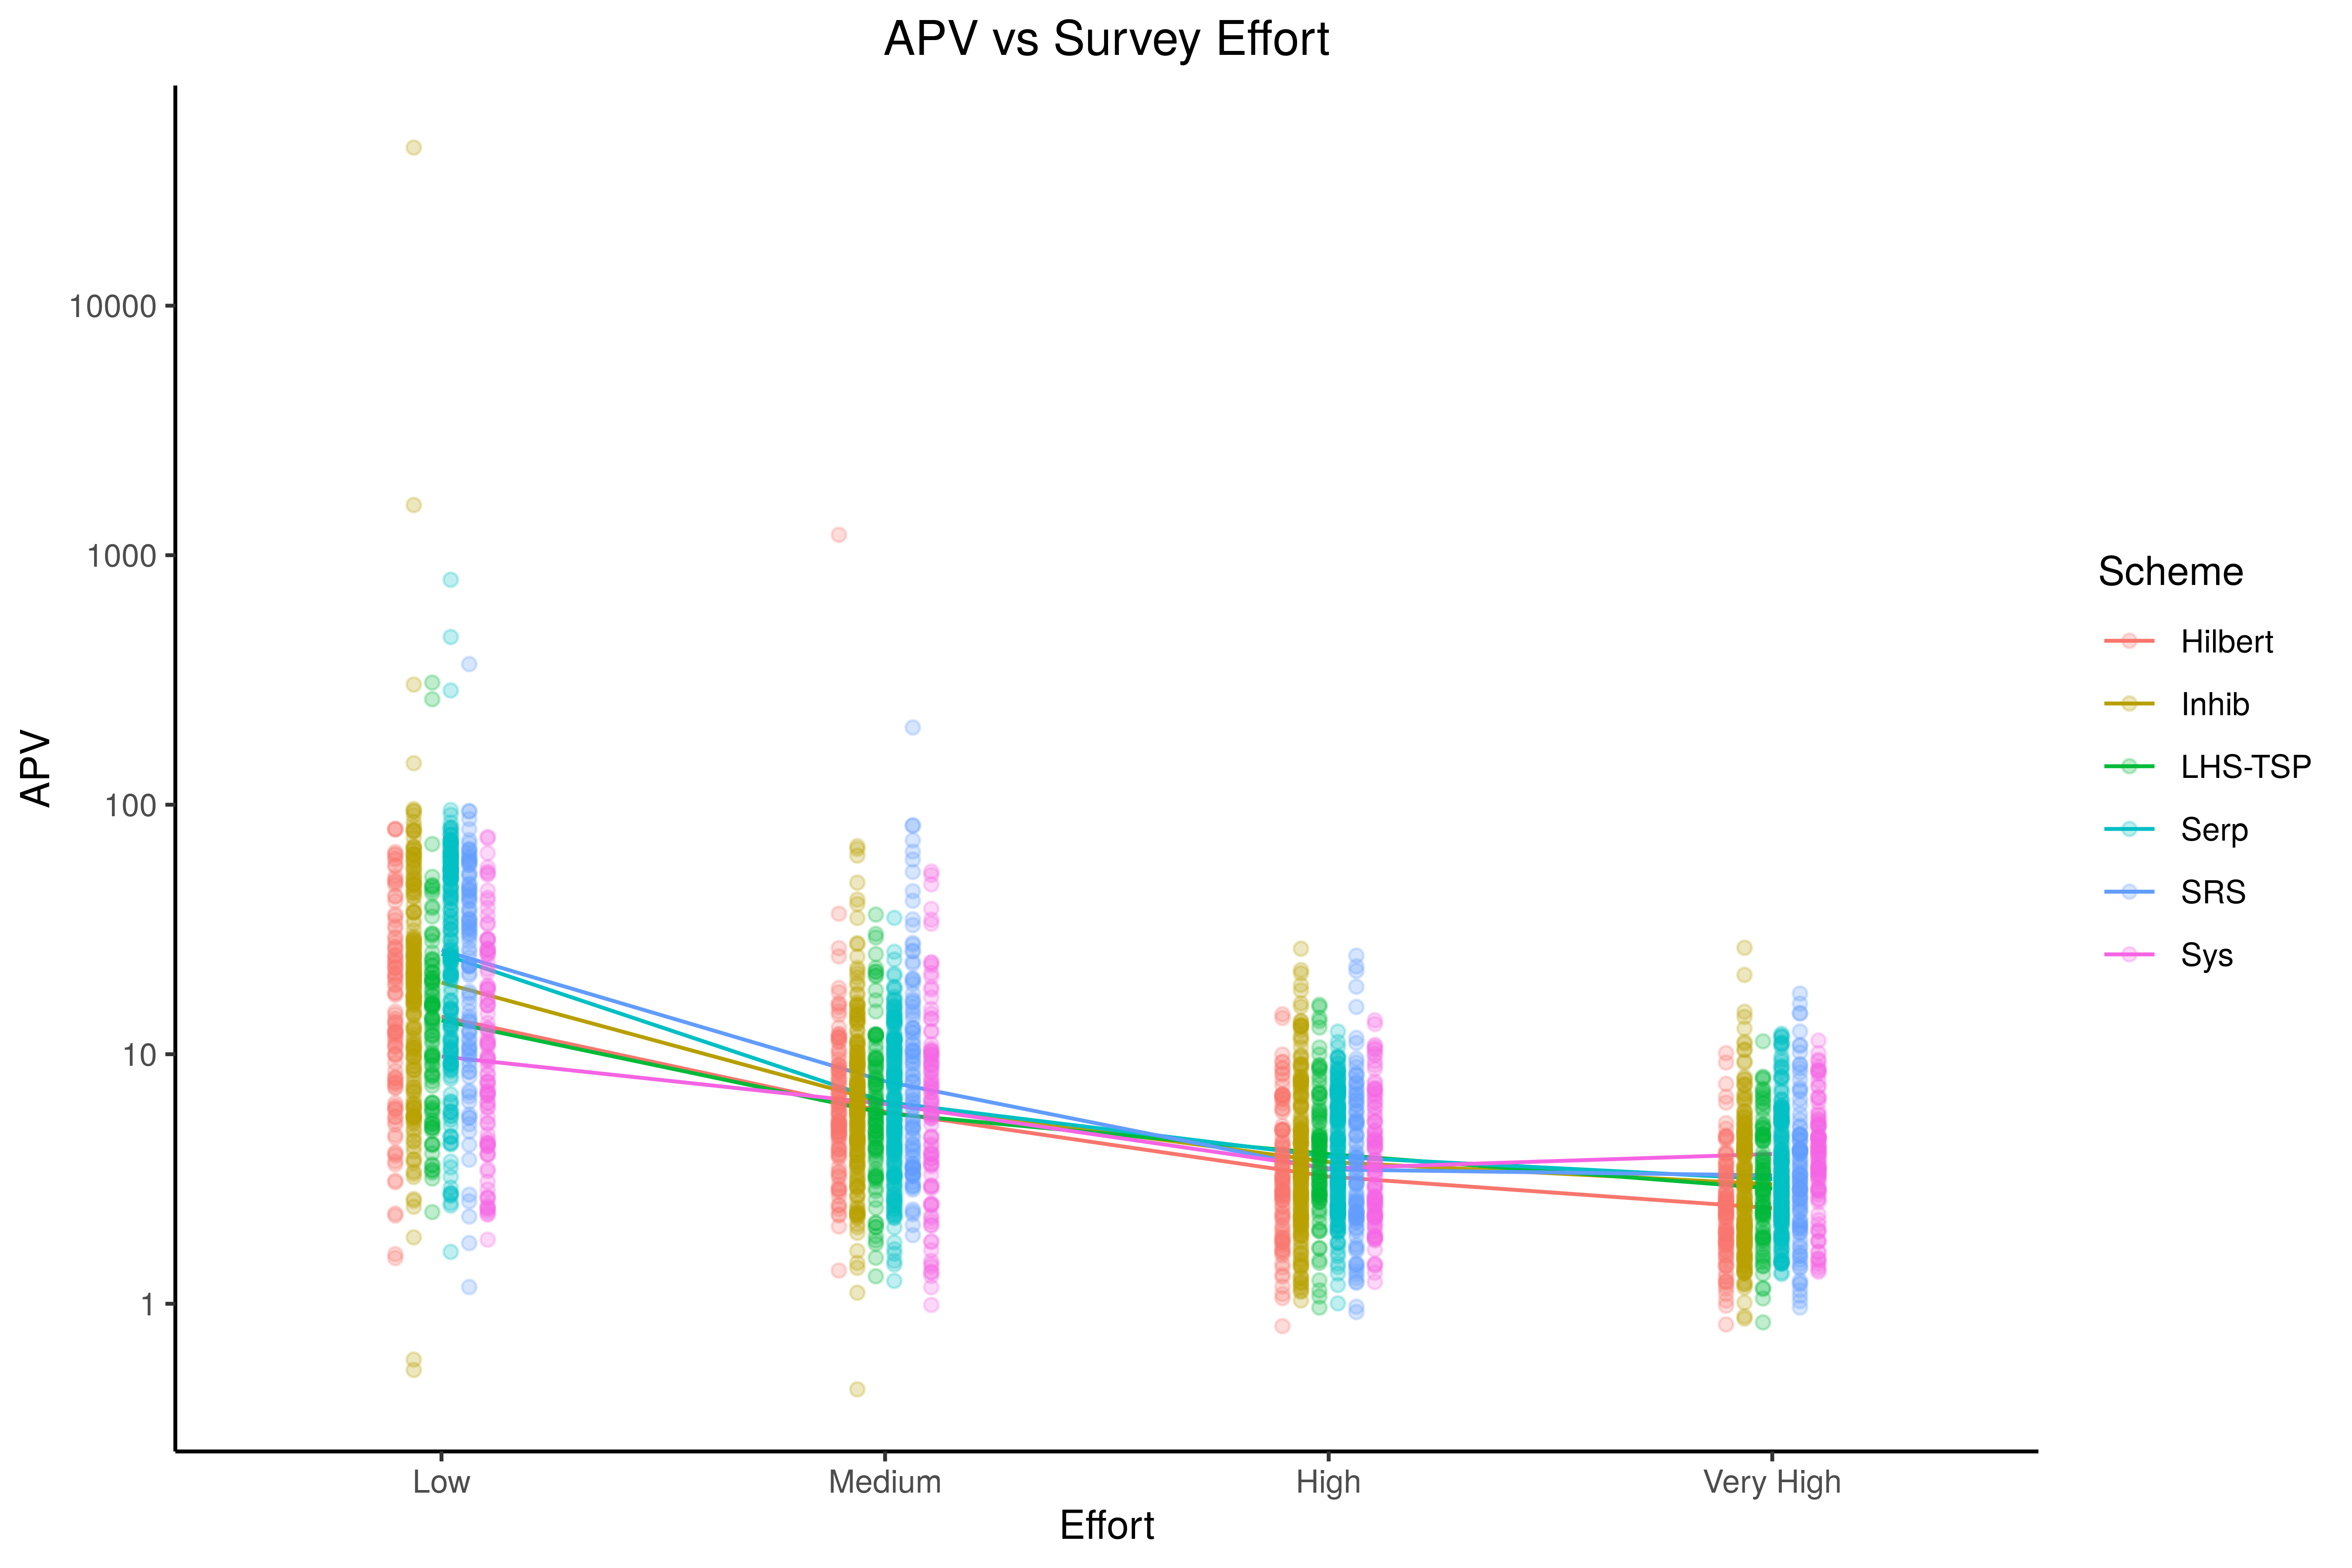 APV vs Survey Effort
APV
10000
1000
100
10
1
Low
Medium
High
Very High
Effort
Scheme
Hilbert
Inhib
LHS-TSP
Serp
SRS
Sys